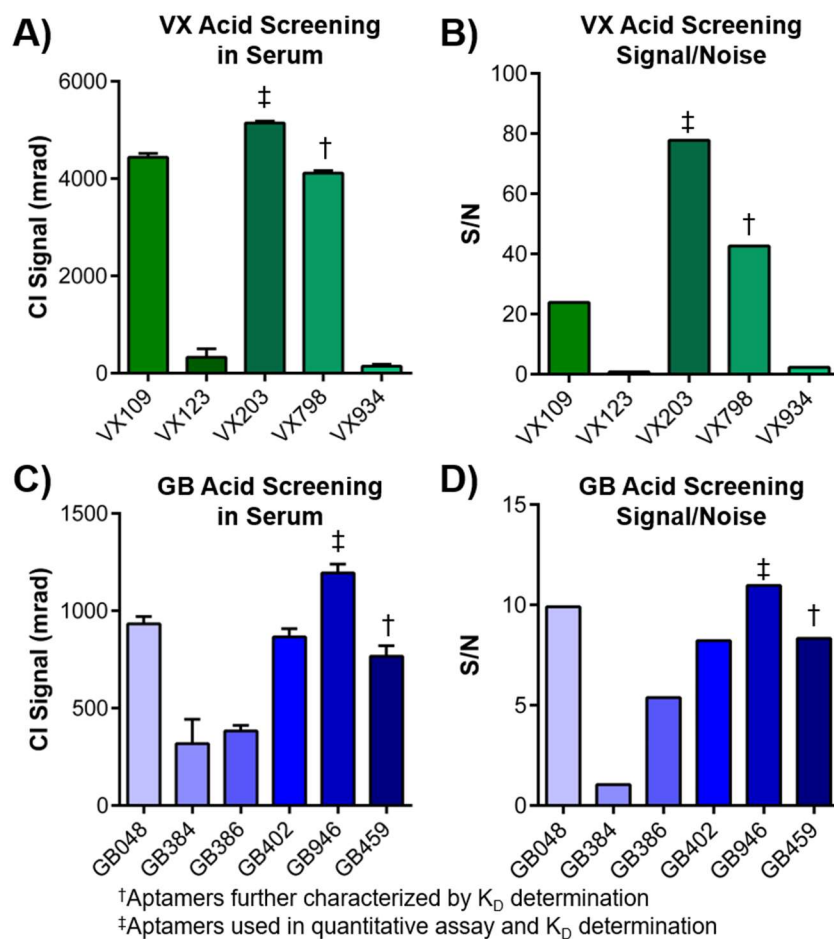 A)
VX Acid Screening
in Serum
CI Signal (mrad)
6000
4000
2000
0
‡
†
VX109
VX123
VX203
VX798
VX934
B)
VX Acid Screening
Signal/Noise
S/N
100
80
60
40
20
0
‡
†
VX109
VX123
VX203
VX798
VX934
C)
GB Acid Screening
in Serum
CI Signal (mrad)
1500
1000
500
0
‡
†
GB048
GB384
GB386
GB402
GB946
GB459
D)
GB Acid Screening
Signal/Noise
S/N
15
10
5
0
‡
†
GB048
GB384
GB386
GB402
GB946
GB459
†Aptamers further characterized by KD determination
‡Aptamers used in quantitative assay and KD determination